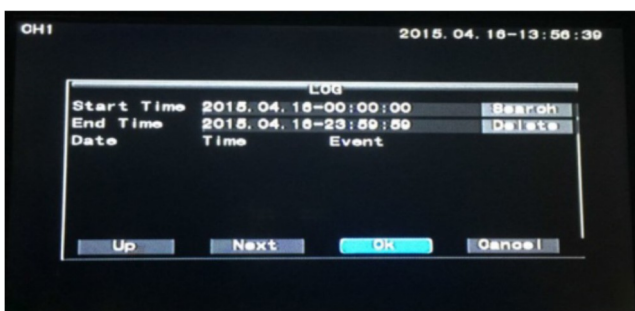 CH1
2015.04.16-13:56:39
LOG
Start Time 2015.04.16-00:00:00 Search
End Time 2015.04.16-23:59:59 Delete
Date Time Event
Up Next OK Cancel